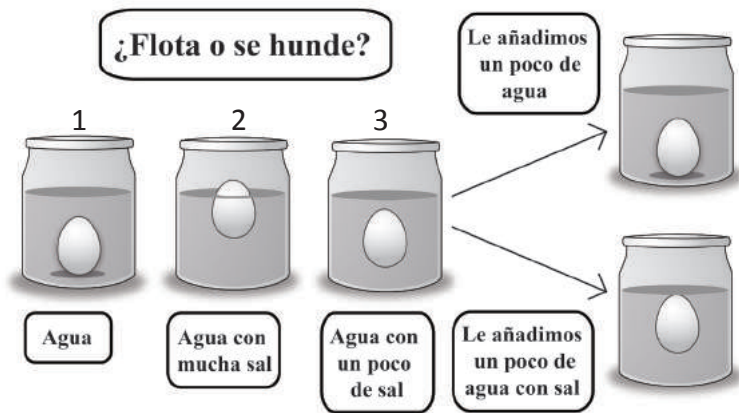 ¿Flota o se hunde?
Le añadimos
un poco de
agua
1
2
3
Agua
Agua con
mucha sal
Agua con
un poco
de sal
Le añadimos
un poco de
agua con sal